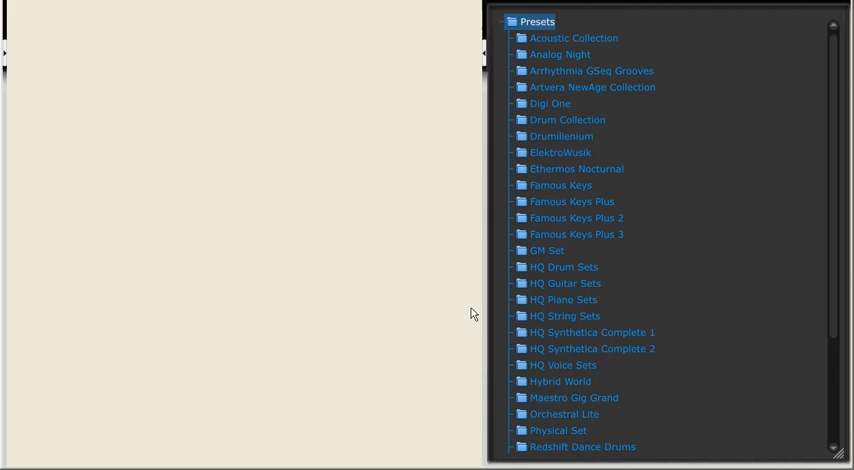 Presets
Acoustic Collection
Analog Night
Arrhythmia GSeq Grooves
Artvera NewAge Collection
Digi One
Drum Collection
Drumillenium
ElektroWusik
Ethermos Nocturnal
Famous Keys
Famous Keys Plus
Famous Keys Plus 2
Famous Keys Plus 3
GM Set
HQ Drum Sets
HQ Guitar Sets
HQ Piano Sets
HQ String Sets
HQ Synthetica Complete 1
HQ Synthetica Complete 2
HQ Voice Sets
Hybrid World
Maestro Gig Grand
Orchestral Lite
Physical Set
Redshift Dance Drums